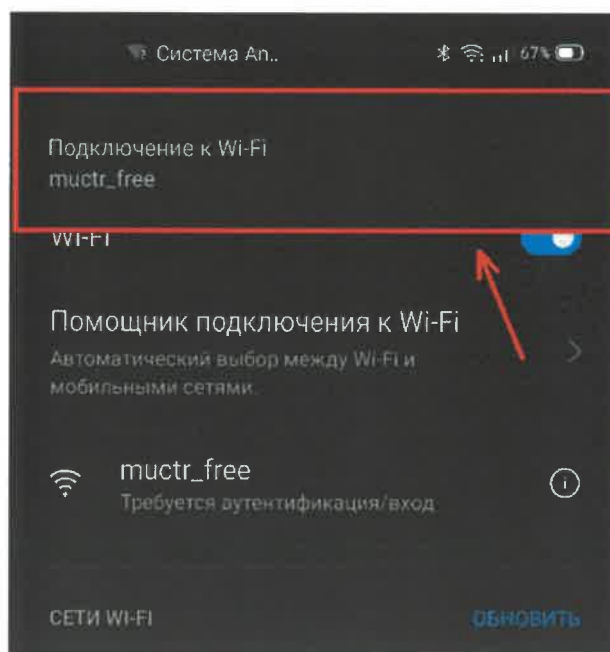 Система An..
67%
Подключение к Wi-Fi
muctr_free
Wi-Fi
Помощник подключения к Wi-Fi
Автоматический выбор между Wi-Fi и
мобильными сетями.
muctr_free
Требуется аутентификация/вход
СЕТИ WI-FI
ОБНОВИТЬ